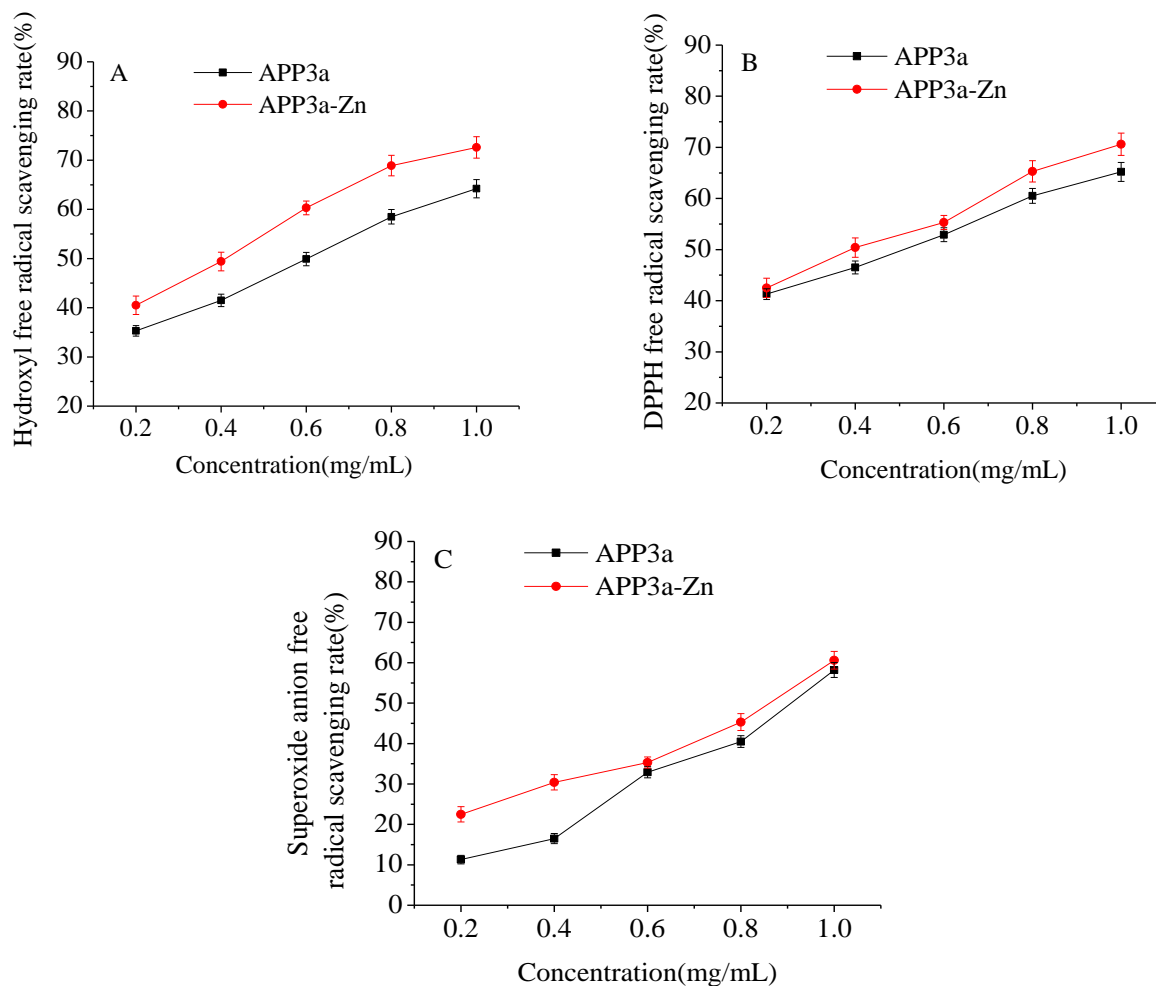 A
APP3a
APP3a-Zn
Hydroxyl free radical scavenging rate(%)
90
80
70
60
50
40
30
20
0.2 0.4 0.6 0.8 1.0
Concentration(mg/mL)
B
APP3a
APP3a-Zn
DPPH free radical scavenging rate(%)
90
80
70
60
50
40
30
20
0.2 0.4 0.6 0.8 1.0
Concentration(mg/mL)
C
APP3a
APP3a-Zn
Superoxide anion free
radical scavenging rate(%)
90
80
70
60
50
40
30
20
10
0
0.2 0.4 0.6 0.8 1.0
Concentration(mg/mL)